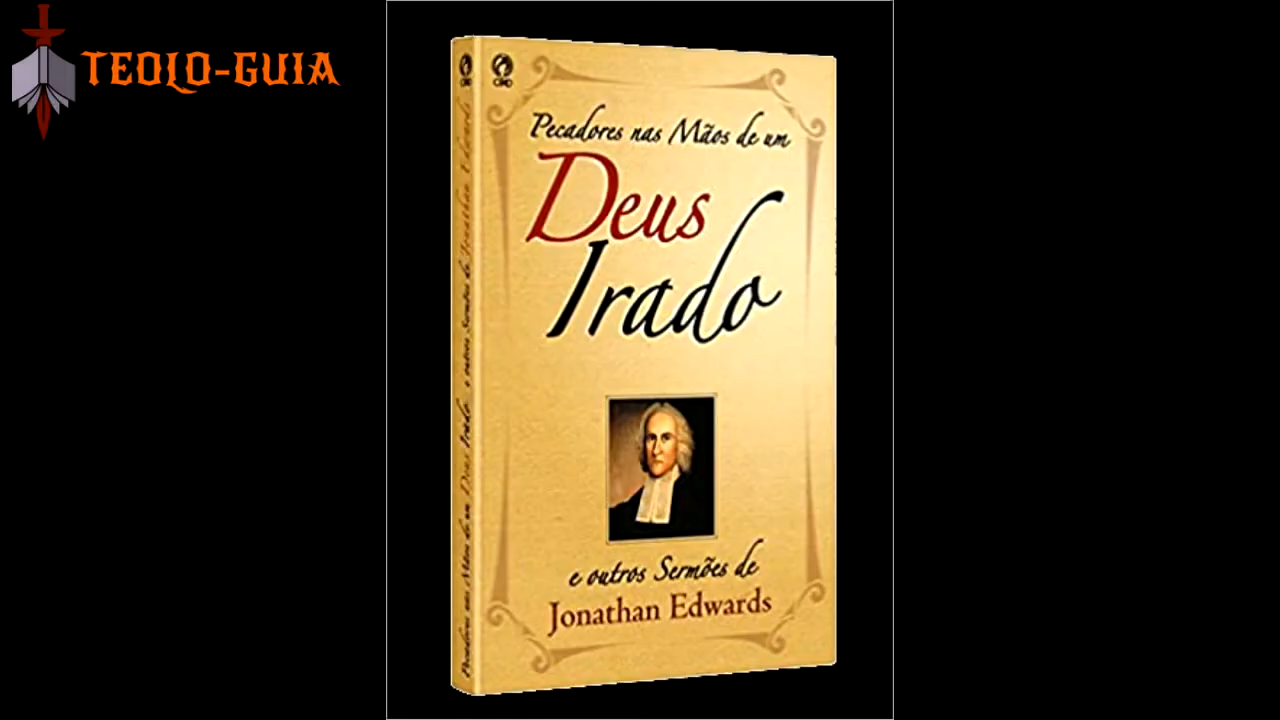 TEOLO-GUIA
CPAD
Pecadores nas Mãos de um
Deus
Irado
e outros Sermões de
Jonathan Edwards
Pecadores nas Mãos de um Deus Irado e outros Sermões de Jonathan Edwards